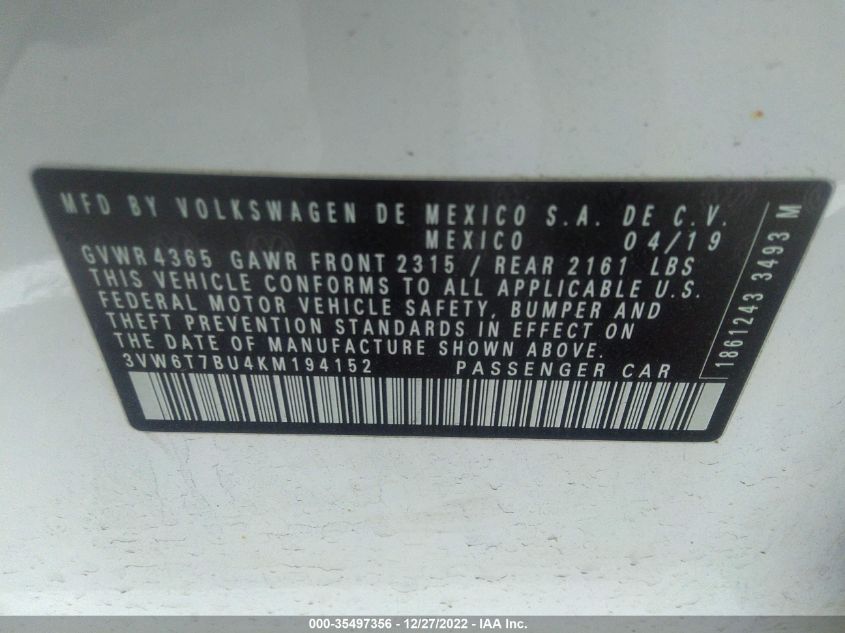 MFD BY VOLKSWAGEN DE MEXICO S.A. DE C.V.
MEXICO 04/19
GVWR 4365 GAWR FRONT 2315 / REAR 2161 LBS
THIS VEHICLE CONFORMS TO ALL APPLICABLE U.S.
FEDERAL MOTOR VEHICLE SAFETY, BUMPER AND
THEFT PREVENTION STANDARDS IN EFFECT ON
THE DATE OF MANUFACTURE SHOWN ABOVE.
3VW6T7BU4KM194152 PASSENGER CAR
1861243 3493 M
000-35497356 - 12/27/2022 - IAA Inc.